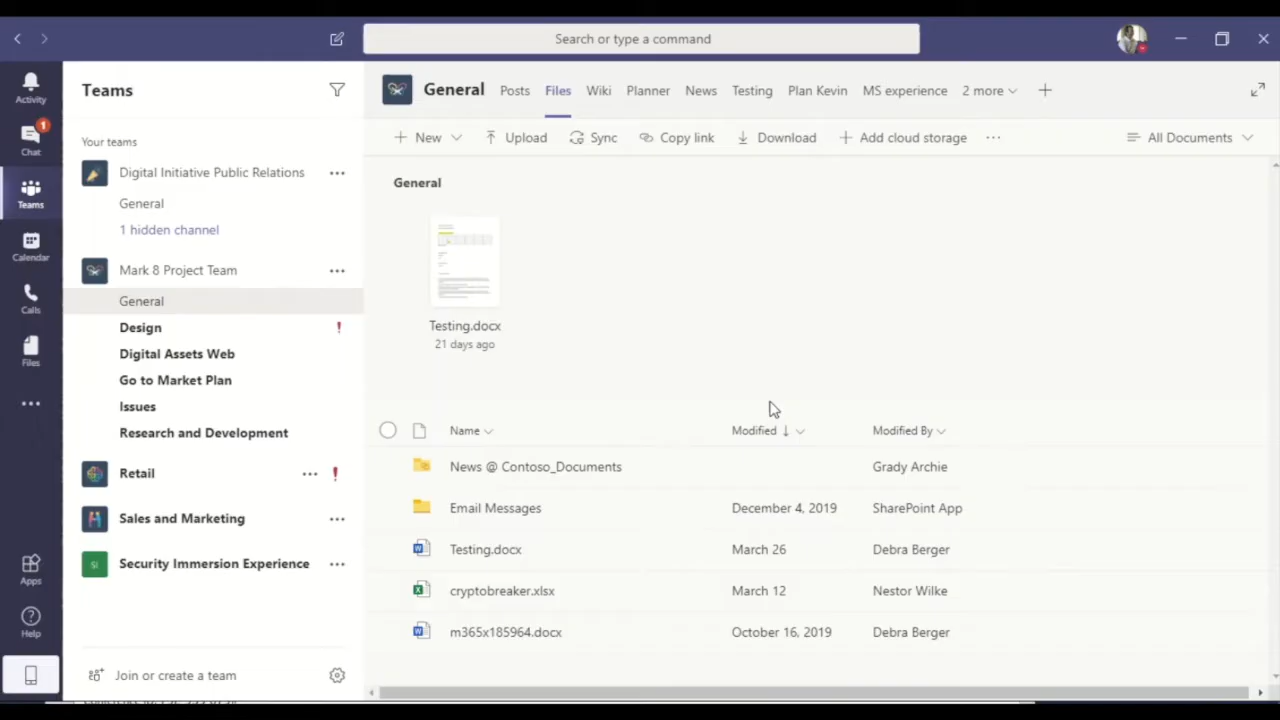 Search or type a command
Activity
1
Chat
Teams
Calendar
Calls
Files
Apps
Help
Teams
Your teams
Digital Initiative Public Relations
General
1 hidden channel
Mark 8 Project Team
General
Design
Digital Assets Web
Go to Market Plan
Issues
Research and Development
Retail
Sales and Marketing
SI Security Immersion Experience
Join or create a team
General Posts Files Wiki Planner News Testing Plan Kevin MS experience 2 more
New Upload Sync Copy link Download Add cloud storage All Documents
General
Testing.docx
21 days ago
Name Modified Modified By
News @ Contoso_Documents Grady Archie
Email Messages December 4, 2019 SharePoint App
Testing.docx March 26 Debra Berger
cryptobreaker.xlsx March 12 Nestor Wilke
m365x185964.docx October 16, 2019 Debra Berger